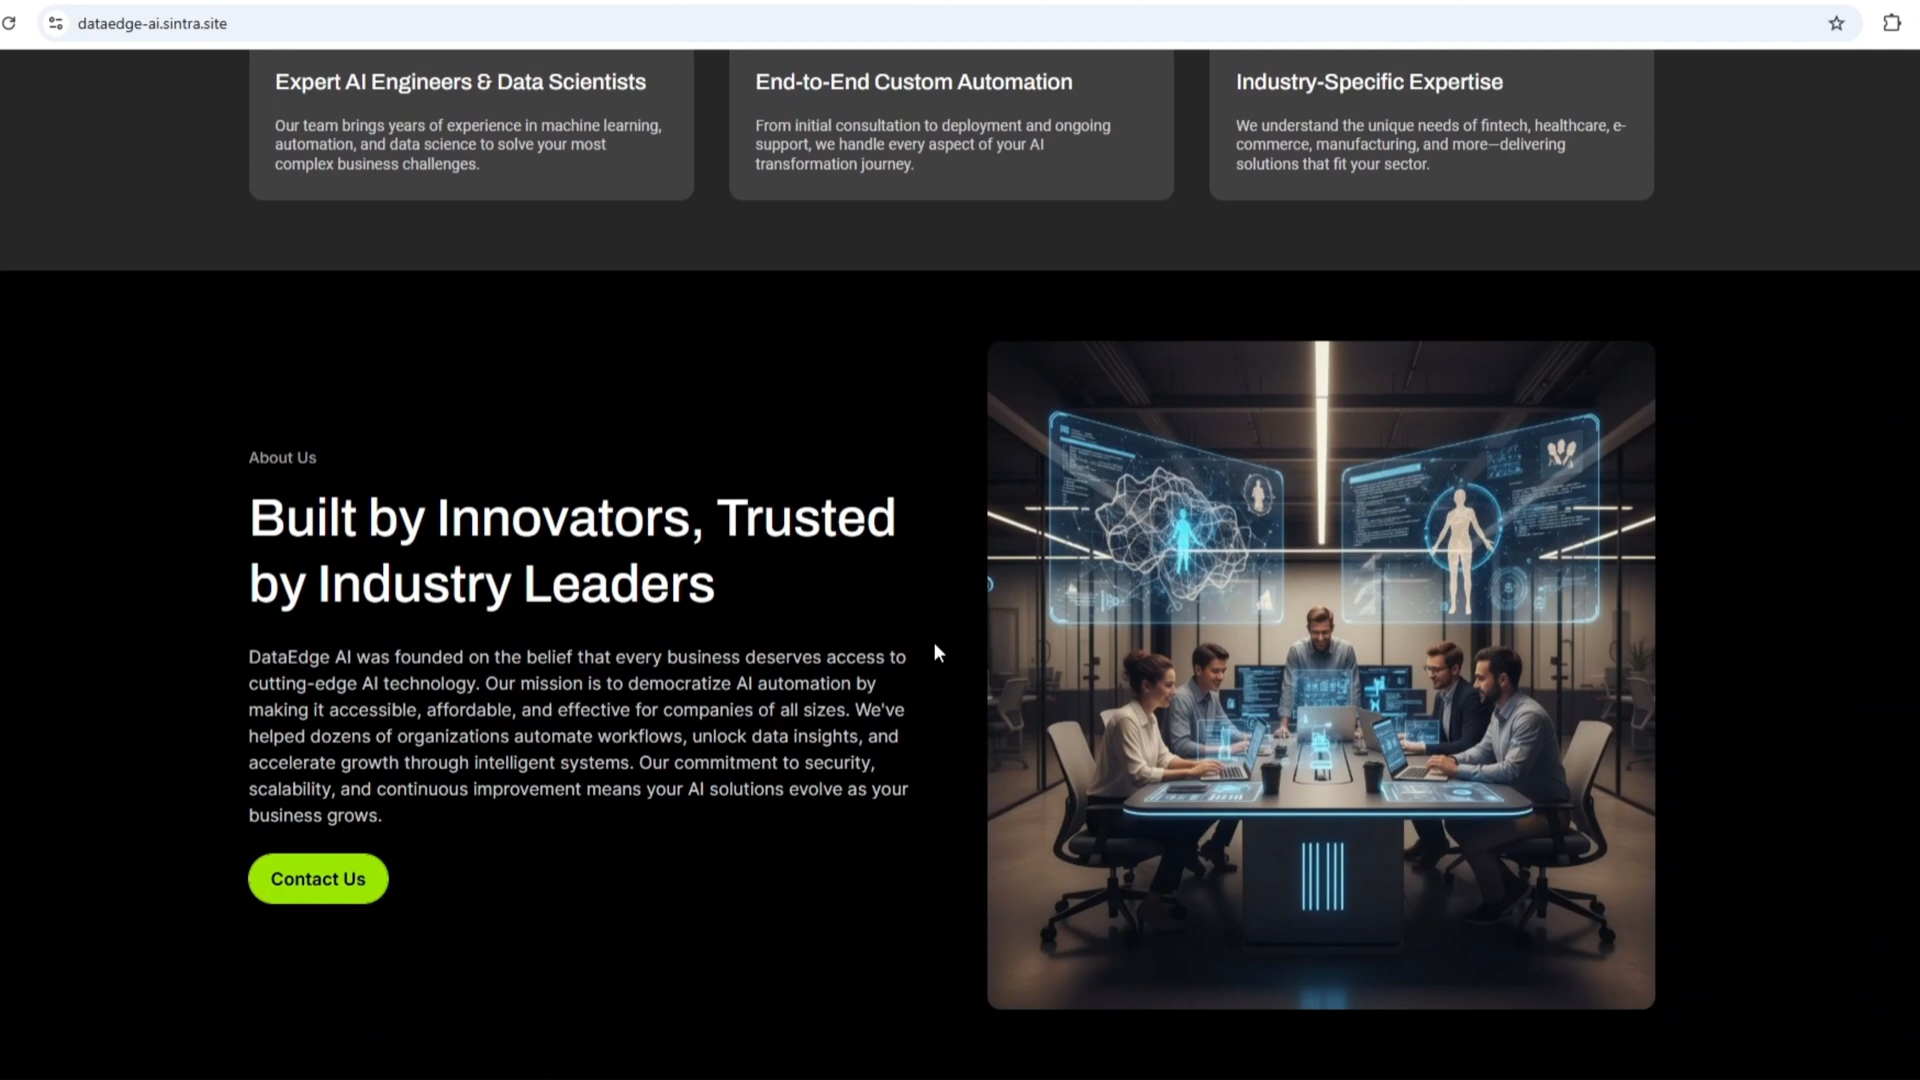 dataedge-ai.sintra.site
Expert AI Engineers & Data Scientists
Our team brings years of experience in machine learning,
automation, and data science to solve your most
complex business challenges.
End-to-End Custom Automation
From initial consultation to deployment and ongoing
support, we handle every aspect of your AI
transformation journey.
Industry-Specific Expertise
We understand the unique needs of fintech, healthcare, e-
commerce, manufacturing, and more—delivering
solutions that fit your sector.
About Us
Built by Innovators, Trusted
by Industry Leaders
DataEdge AI was founded on the belief that every business deserves access to
cutting-edge AI technology. Our mission is to democratize AI automation by
making it accessible, affordable, and effective for companies of all sizes. We've
helped dozens of organizations automate workflows, unlock data insights, and
accelerate growth through intelligent systems. Our commitment to security,
scalability, and continuous improvement means your AI solutions evolve as your
business grows.
Contact Us